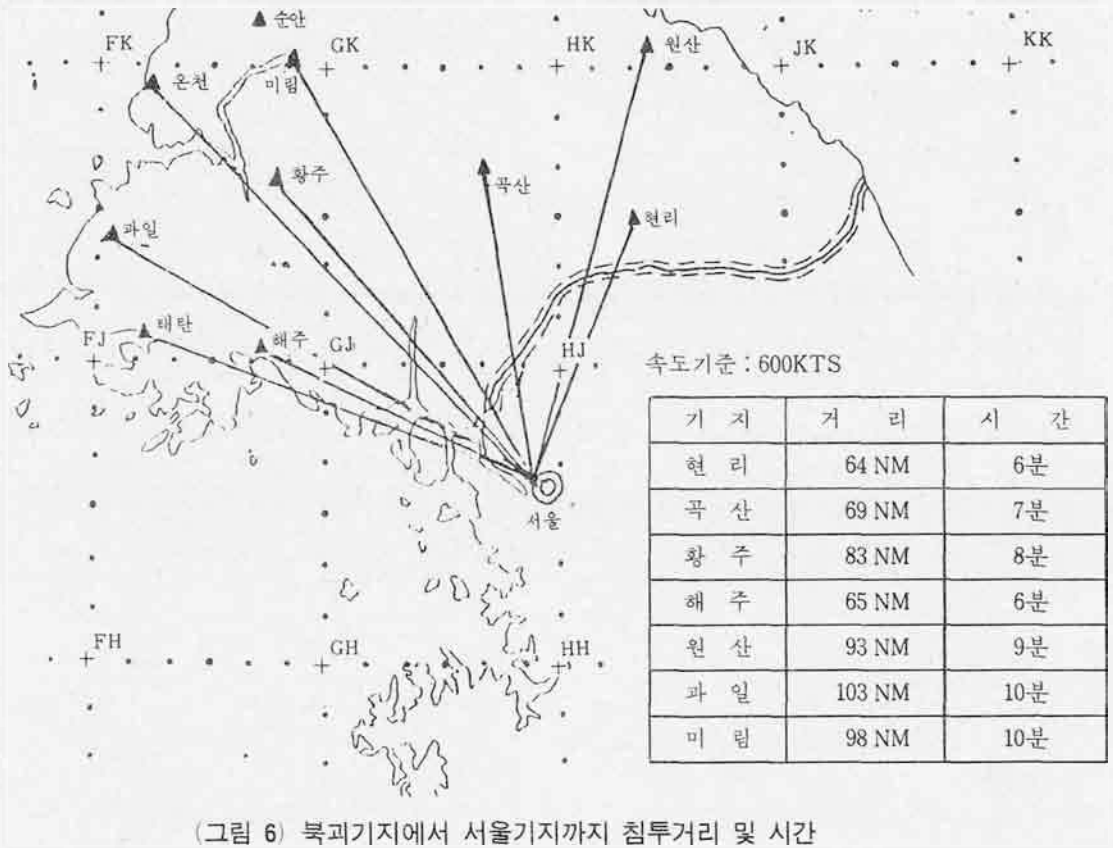 순안
FK
GK
HK
원산
JK
KK
온천
미림
황주
곡산
과일
현리
태탄
해주
FJ
GJ
HJ
속도기준 : 600KTS
기 지 거 리 시 간
현 리 64 NM 6분
곡 산 69 NM 7분
황 주 83 NM 8분
해 주 65 NM 6분
원 산 93 NM 9분
과 일 103 NM 10분
미 림 98 NM 10분
서울
FH
GH
HH
(그림 6) 북괴기지에서 서울기지까지 침투거리 및 시간